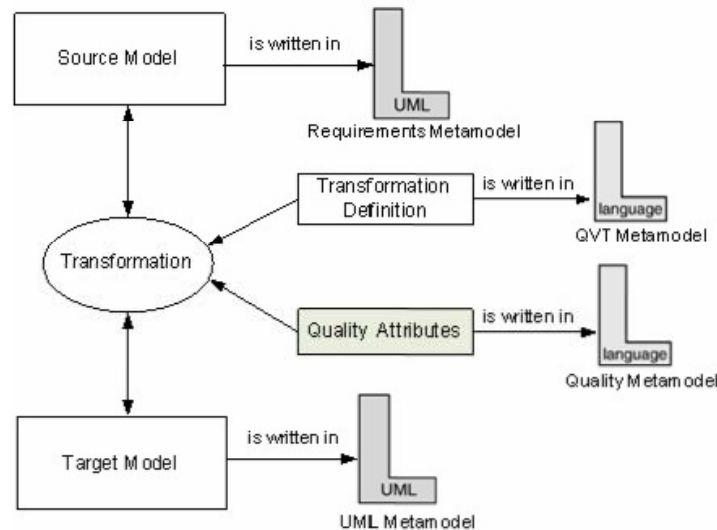 Source Model
is written in
UML
Requirements Metamodel
Transformation
Definition
is written in
language
QVT Metamodel
Transformation
Quality Attributes
is written in
language
Quality Metamodel
Target Model
is written in
UML
UML Metamodel